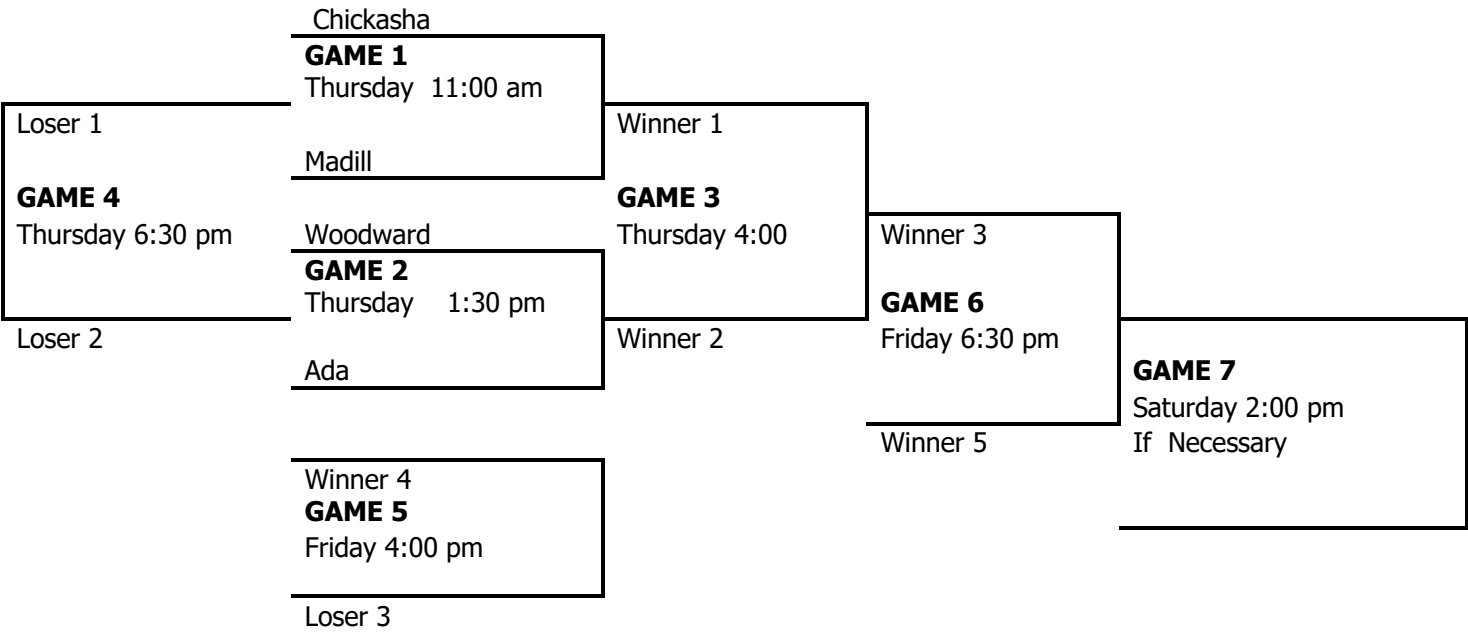 Chickasha
GAME 1
Thursday 11:00 am
Loser 1
Winner 1
Madill
GAME 4
GAME 3
Thursday 6:30 pm
Woodward
Thursday 4:00
Winner 3
GAME 2
Thursday 1:30 pm
GAME 6
Loser 2
Winner 2
Friday 6:30 pm
Ada
GAME 7
Saturday 2:00 pm
Winner 5
If Necessary
Winner 4
GAME 5
Friday 4:00 pm
Loser 3